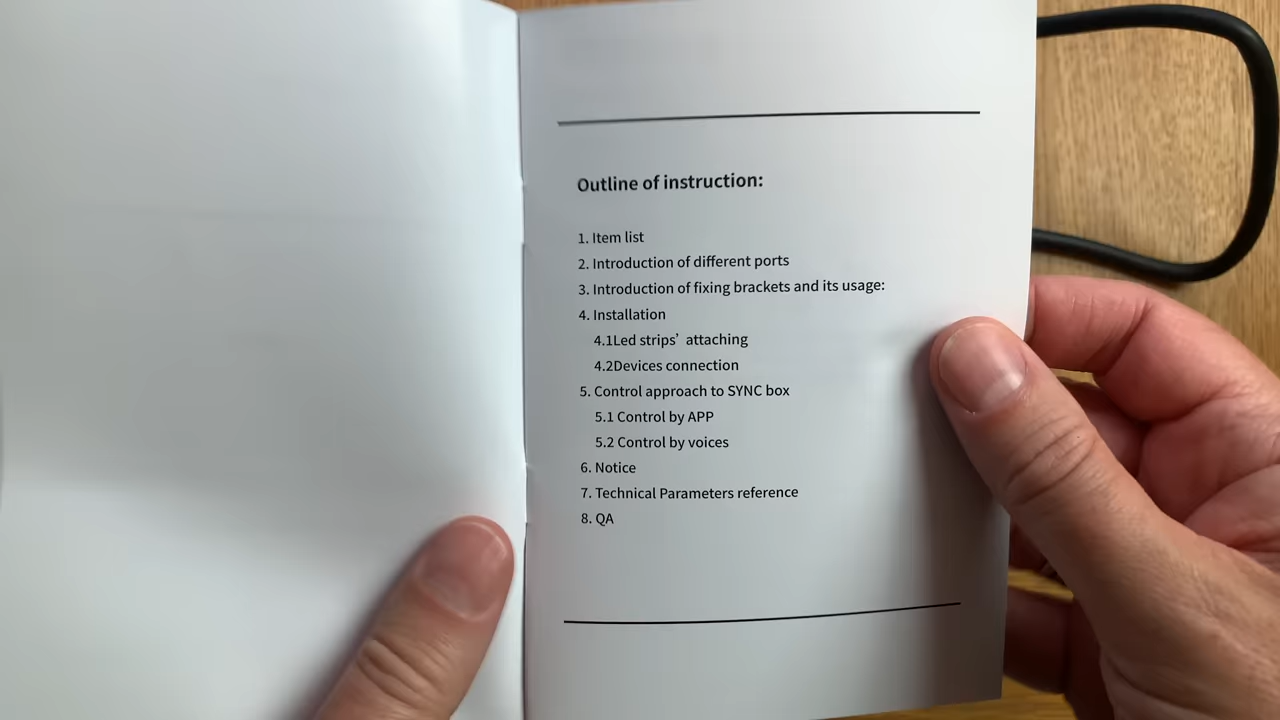 Outline of instruction:
1. Item list
2. Introduction of different ports
3. Introduction of fixing brackets and its usage:
4. Installation
4.1Led strips’ attaching
4.2Devices connection
5. Control approach to SYNC box
5.1 Control by APP
5.2 Control by voices
6. Notice
7. Technical Parameters reference
8. QA